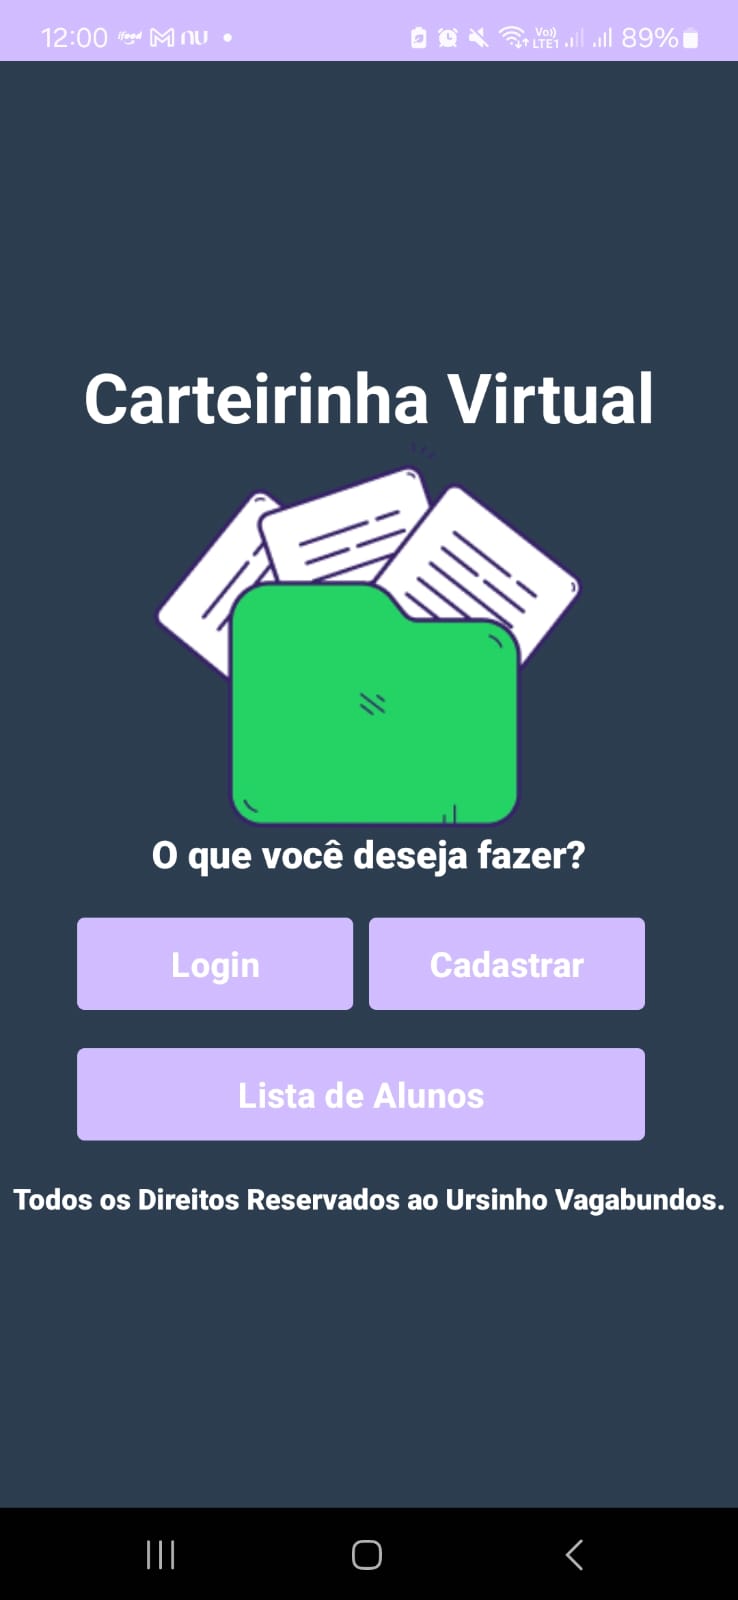 12:00 ifood nu Vo)) LTE1 89%
Carteirinha Virtual
O que você deseja fazer?
Login Cadastrar
Lista de Alunos
Todos os Direitos Reservados ao Ursinho Vagabundos.